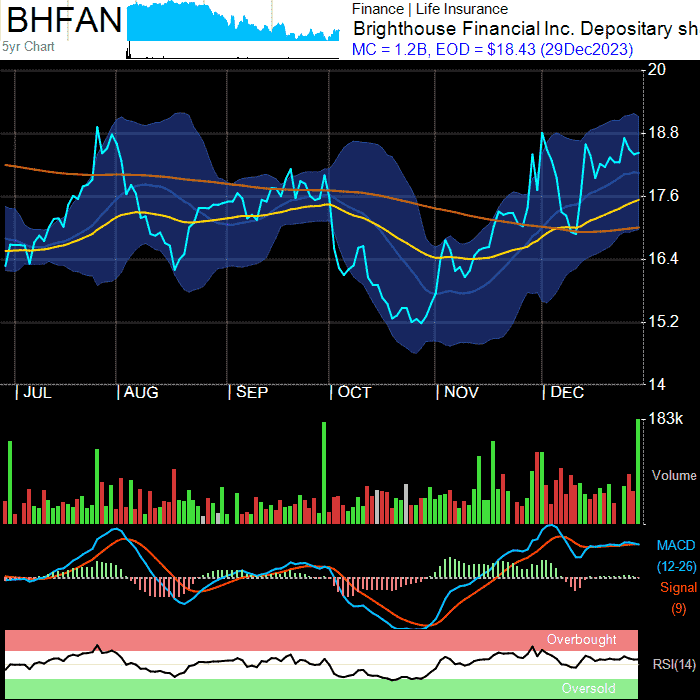 BHFAN
5yr Chart
Finance | Life Insurance
Brighthouse Financial Inc. Depositary sh
MC = 1.2B, EOD = $18.43 (29Dec2023)
20
18.8
17.6
16.4
15.2
14
| JUL | AUG | SEP | OCT | NOV | DEC
183k
Volume
MACD
(12-26)
Signal
(9)
Overbought
RSI(14)
Oversold